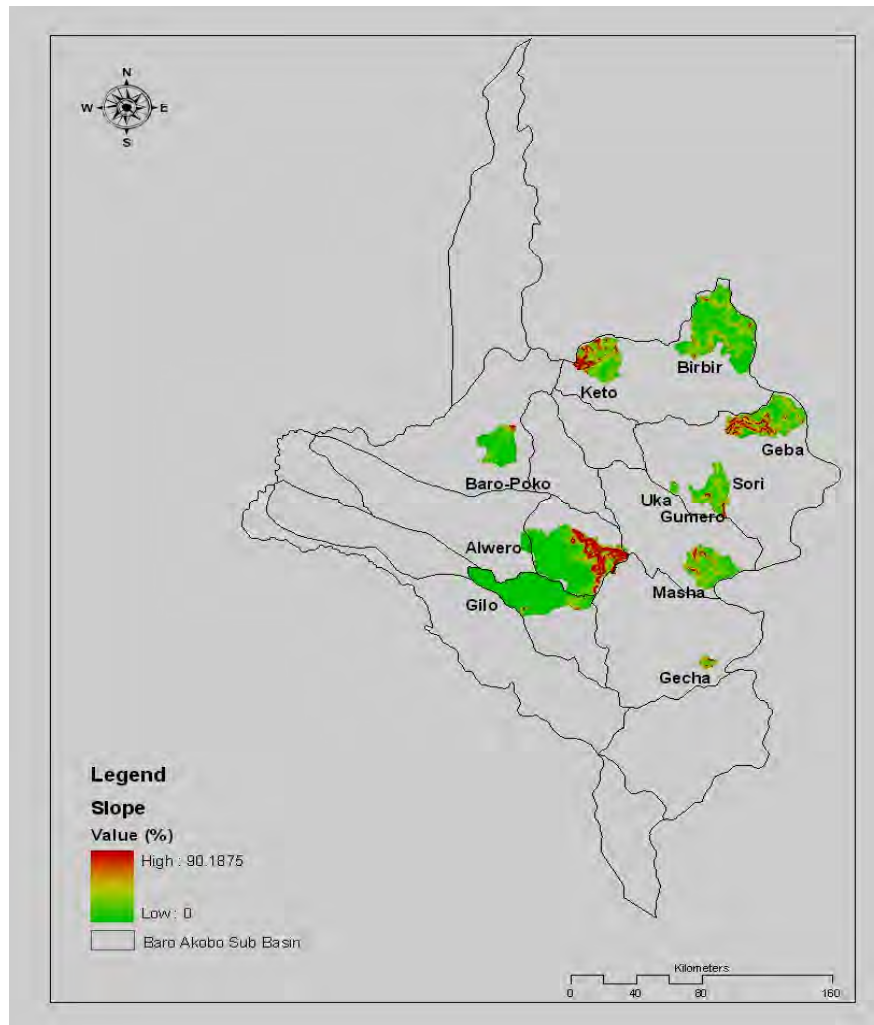 N
W E
S
Birbir
Keto
Geba
Baro-Poko
Sori
Uka
Gumero
Alwero
Masha
Gilo
Gecha
Legend
Slope
Value (%)
High : 90.1875
Low : 0
Baro Akobo Sub Basin
Kilometers
0 40 80 160